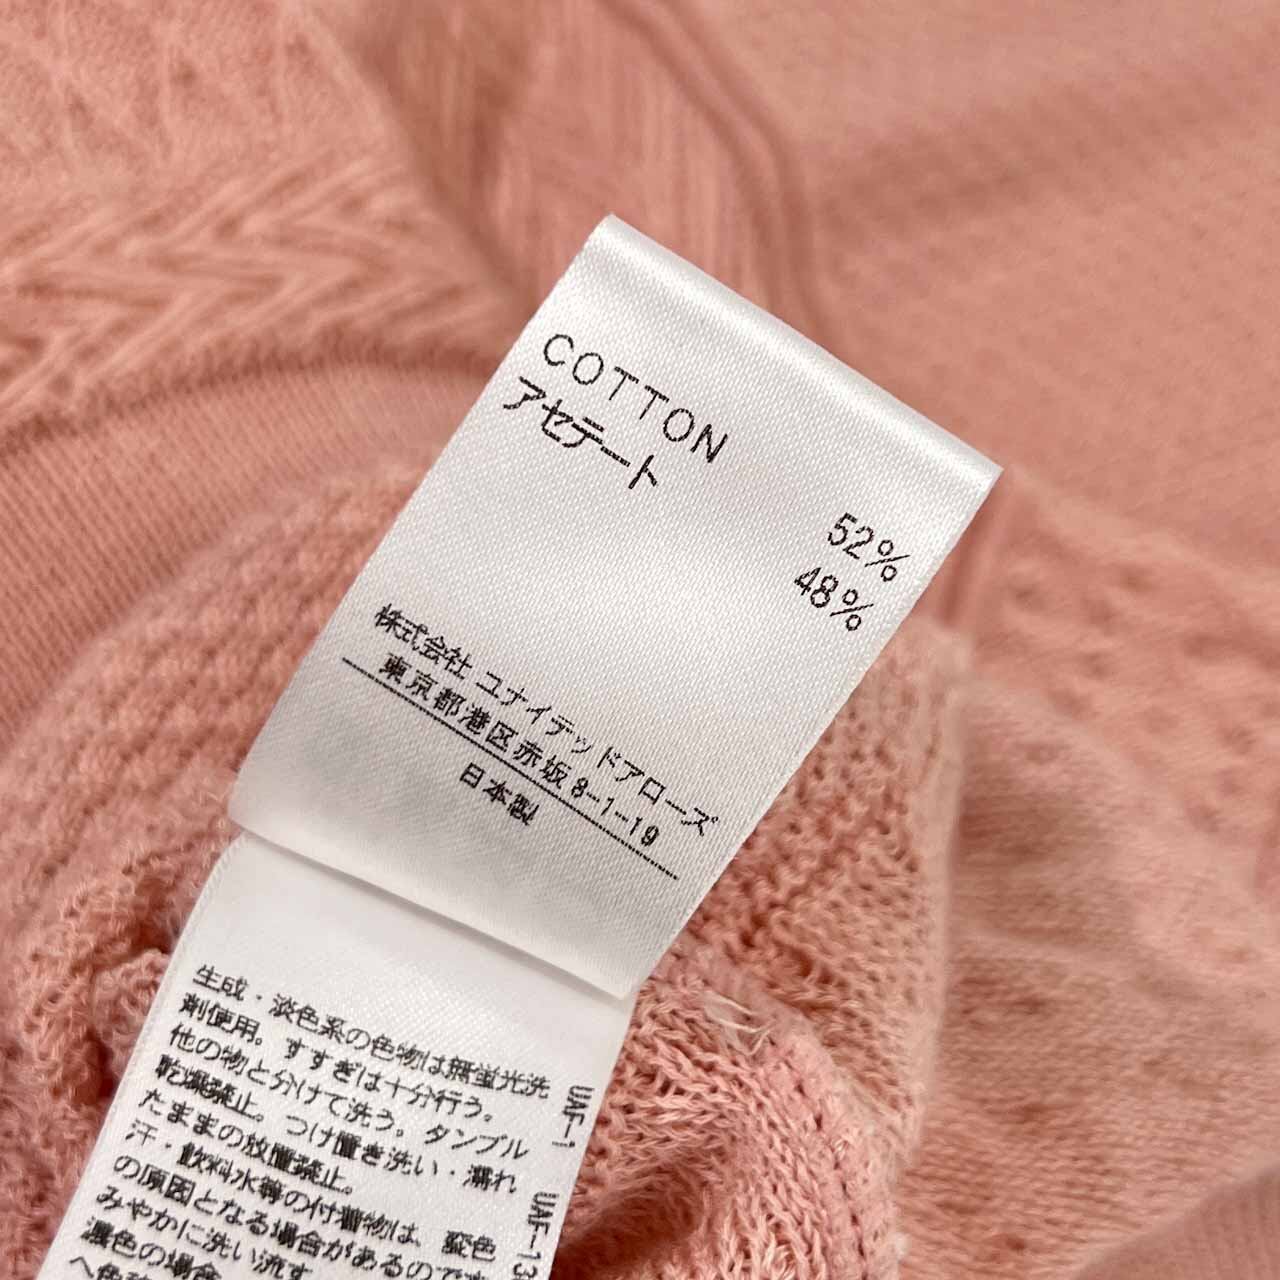 COTTON 52%
アセテート 48%
株式会社 ユナイテッドアローズ
東京都港区赤坂8-1-19
日本製
生成・淡色系の色物は無蛍光洗
剤使用。すすぎは十分行う。
他の物と分けて洗う。タンブル
乾燥禁止。つけ置き洗い・濡れ
たままの放置禁止。
汗・飲料水等の付着物は、変色
の原因となる場合があるので
みやかに洗い流す
濃色の場合
へ色
UAF-1
UAF-13